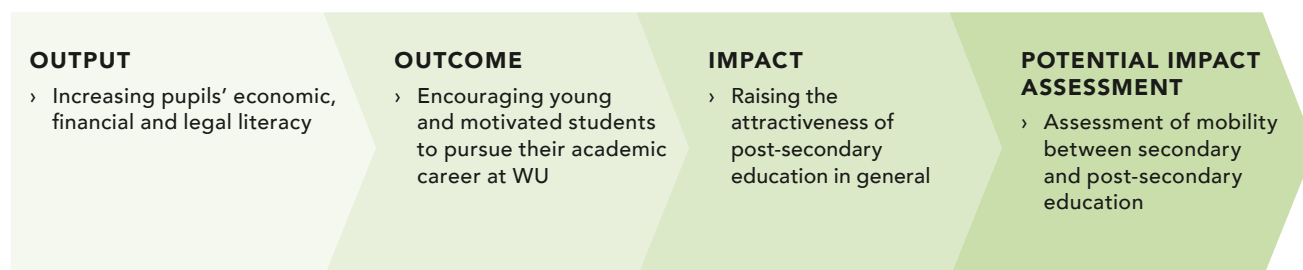 OUTPUT
› Increasing pupils' economic,
financial and legal literacy
OUTCOME
› Encouraging young
and motivated students
to pursue their academic
career at WU
IMPACT
› Raising the
attractiveness of
post-secondary
education in general
POTENTIAL IMPACT
ASSESSMENT
› Assessment of mobility
between secondary
and post-secondary
education